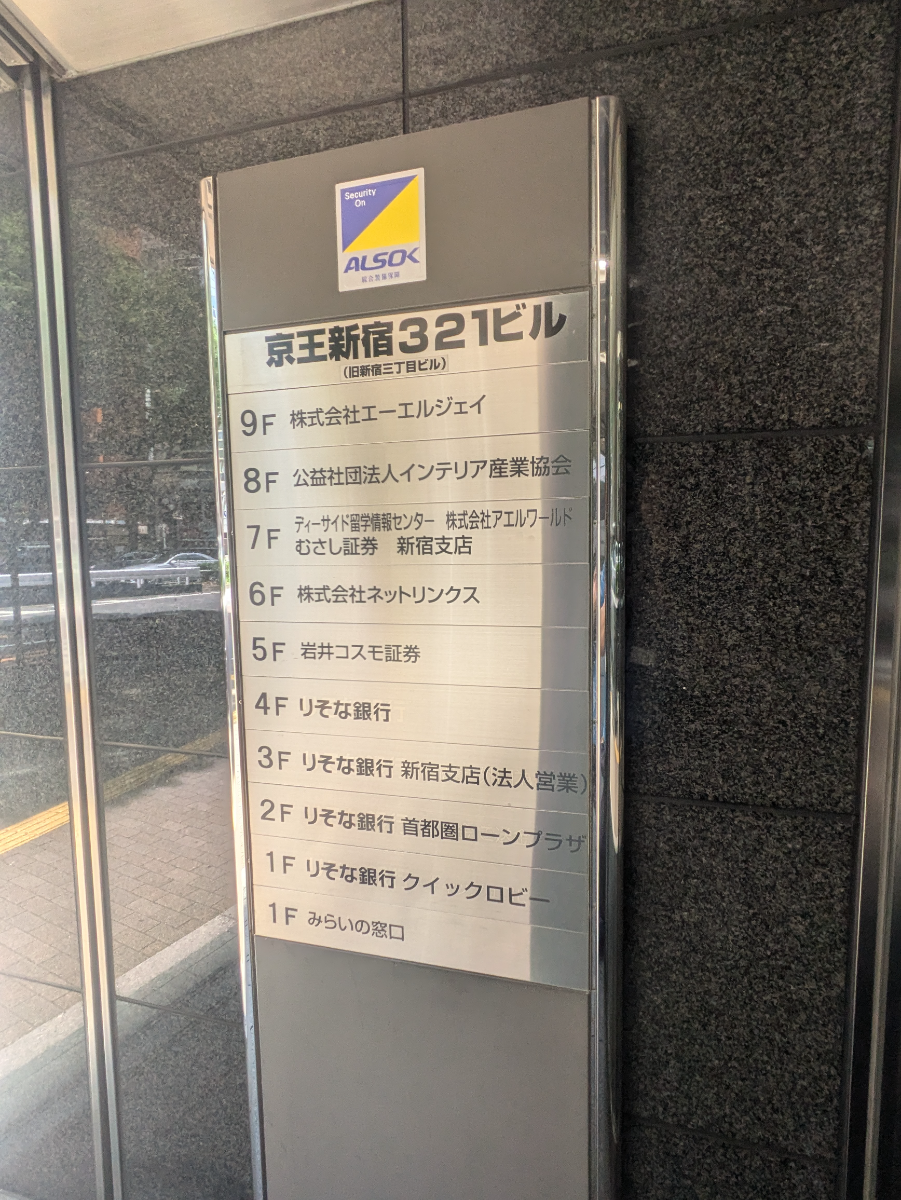 Security
On
ALSOK
綜合警備保障
京王新宿321ビル
(旧新宿三丁目ビル)
9F 株式会社エーエルジェイ
8F 公益社団法人インテリア産業協会
7F ディーサイド留学情報センター 株式会社アエルワールド
むさし証券 新宿支店
6F 株式会社ネットリンクス
5F 岩井コスモ証券
4F りそな銀行
3F りそな銀行 新宿支店(法人営業)
2F りそな銀行 首都圏ローンプラザ
1F りそな銀行 クイックロビー
1F みらいの窓口